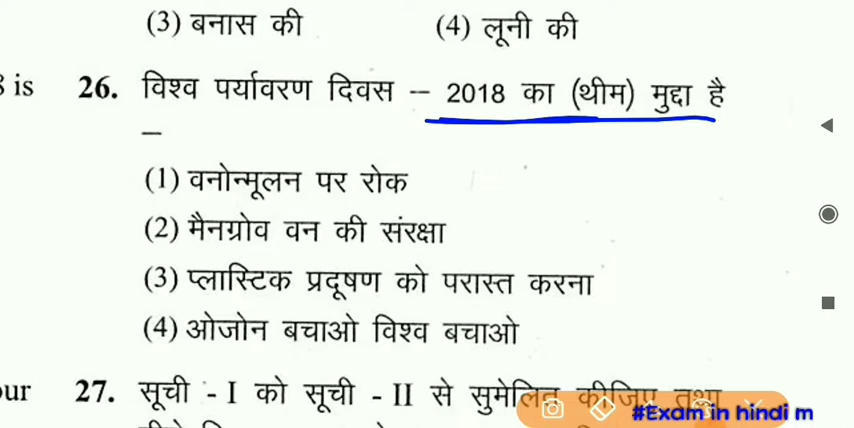 (3) बनास की (4) लूनी की
is 26. विश्व पर्यावरण दिवस – 2018 का (थीम) मुद्दा है
–
(1) वनोन्मूलन पर रोक
(2) मैनग्रोव वन की संरक्षा
(3) प्लास्टिक प्रदूषण को परास्त करना
(4) ओजोन बचाओ विश्व बचाओ
27. सूची - I को सूची - II से सुमेलित कीजिए तथा
#Exam in hindi m